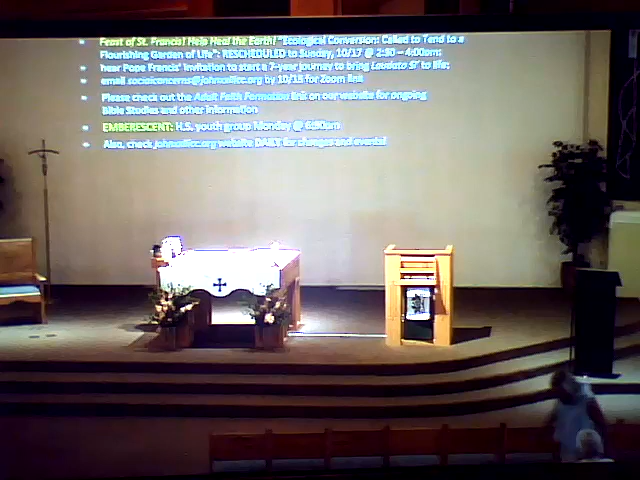 Feast of St. Francis! Help Heal the Earth! "Ecological Conversion: Called to Tend to a
Flourishing Garden of Life": RESCHEDULED to Sunday, 10/17 @ 2:30 – 4:00pm:
hear Pope Francis' invitation to start a 7-year journey to bring Laudato Si' to life;
email socialconcerns@johnxxiiicc.org by 10/15 for Zoom link
Please check out the Adult Faith Formation link on our website for ongoing
Bible Studies and other information
EMBERESCENT: H.S. youth group Monday @ 6:30pm
Also, check johnxxiiicc.org website DAILY for changes and events!